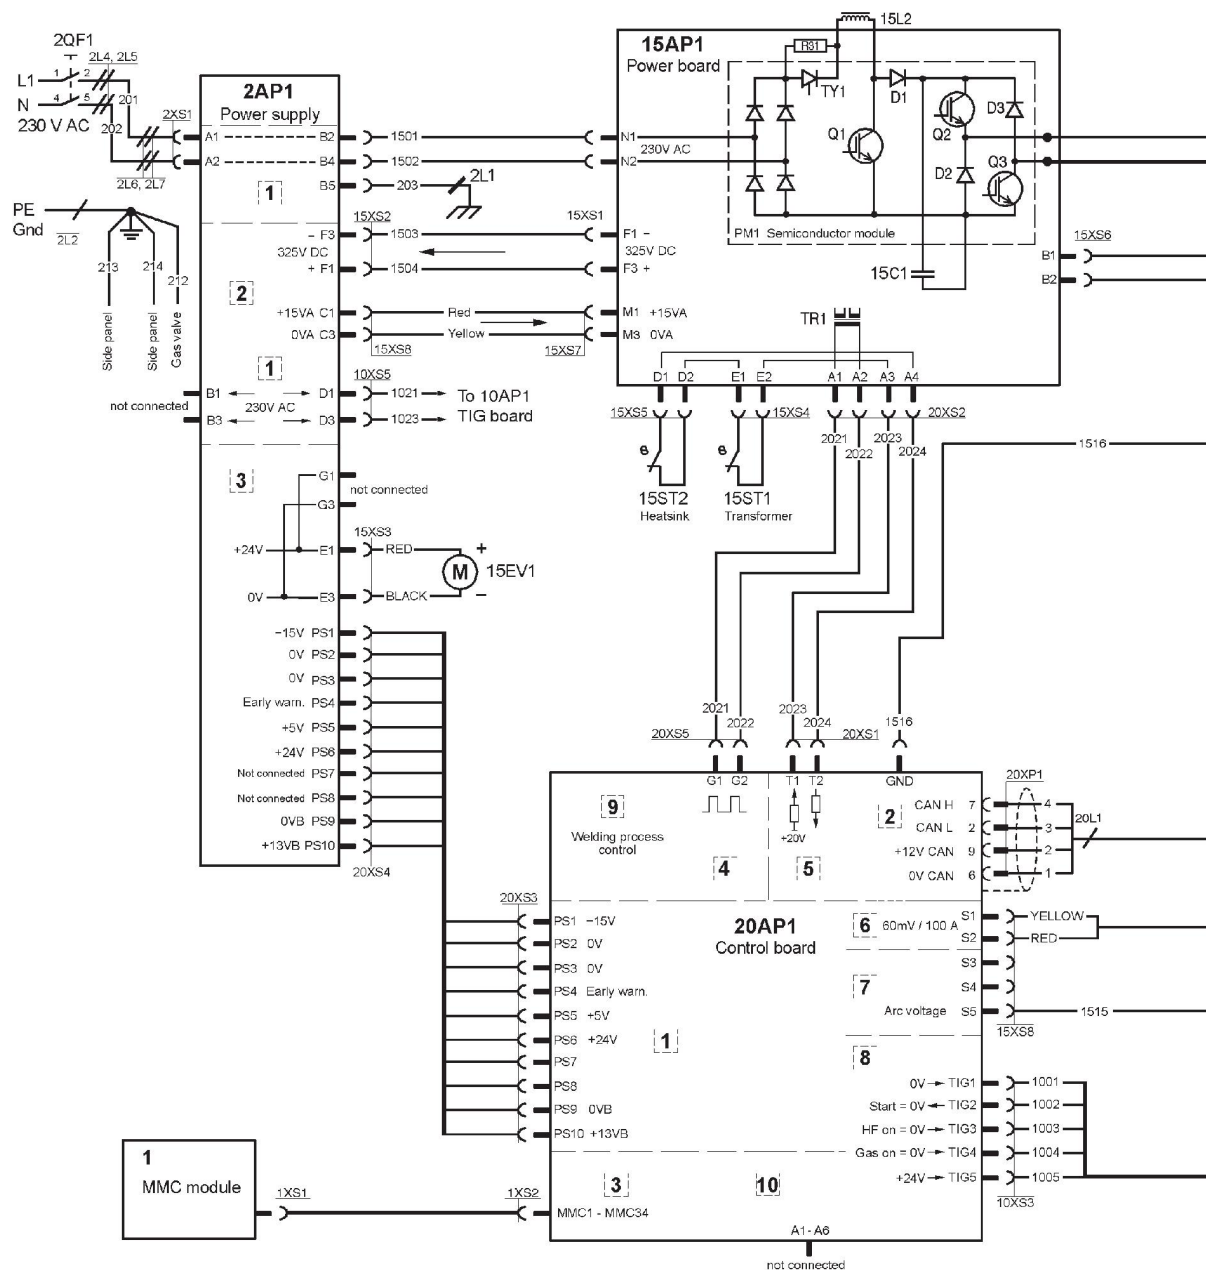 2QF1
2L4, 2L5
L1
1
2
N
4
5
201
202
230 V AC
2XS1
2L6, 2L7
PE
Gnd
2L2
213
214
212
Side panel
Side panel
Gas valve
2AP1
Power supply
A1
B2
1501
A2
B4
1502
1
B5
203
2L1
15XS2
15XS1
– F3
1503
325V DC
+ F1
1504
2
+15VA C1
Red
0VA C3
Yellow
15XS8
15XS7
1
10XS5
B1
D1
1021
To 10AP1
not connected
230V AC
B3
D3
1023
TIG board
3
G1
not connected
G3
15XS3
+24V
E1
RED
+
M
15EV1
0V
E3
BLACK
–
–15V PS1
0V PS2
0V PS3
Early warn. PS4
+5V PS5
+24V PS6
Not connected PS7
Not connected PS8
0VB PS9
+13VB PS10
20XS4
15L2
15AP1
Power board
R31
TY1
D1
Q1
Q2
D3
D2
Q3
N1
230V AC
N2
PM1 Semiconductor module
F1 –
325V DC
F3 +
15C1
15XS6
B1
B2
M1 +15VA
M3 0VA
TR1
D1
D2
E1
E2
A1
A2
A3
A4
15XS5
15XS4
20XS2
2021
2022
2023
2024
1516
θ
θ
15ST2
Heatsink
15ST1
Transformer
2021
2022
2023
2024
1516
20XS5
20XS1
G1
G2
T1
T2
GND
20XP1
9
Welding process
control
+20V
2
4
5
CAN H 7
4
CAN L 2
3
20L1
+12V CAN 9
2
0V CAN 6
1
20XS3
20AP1
Control board
6
60mV / 100 A
S1
YELLOW
S2
RED
7
S3
S4
Arc voltage S5
1515
15XS8
PS1 –15V
PS2 0V
PS3 0V
PS4 Early warn.
PS5 +5V
PS6 +24V
PS7
PS8
PS9 0VB
PS10 +13VB
1
8
0V
TIG1
1001
Start = 0V
TIG2
1002
HF on = 0V
TIG3
1003
Gas on = 0V
TIG4
1004
+24V
TIG5
1005
10XS3
1
MMC module
1XS1
1XS2
3
10
MMC1 - MMC34
A1- A6
not connected